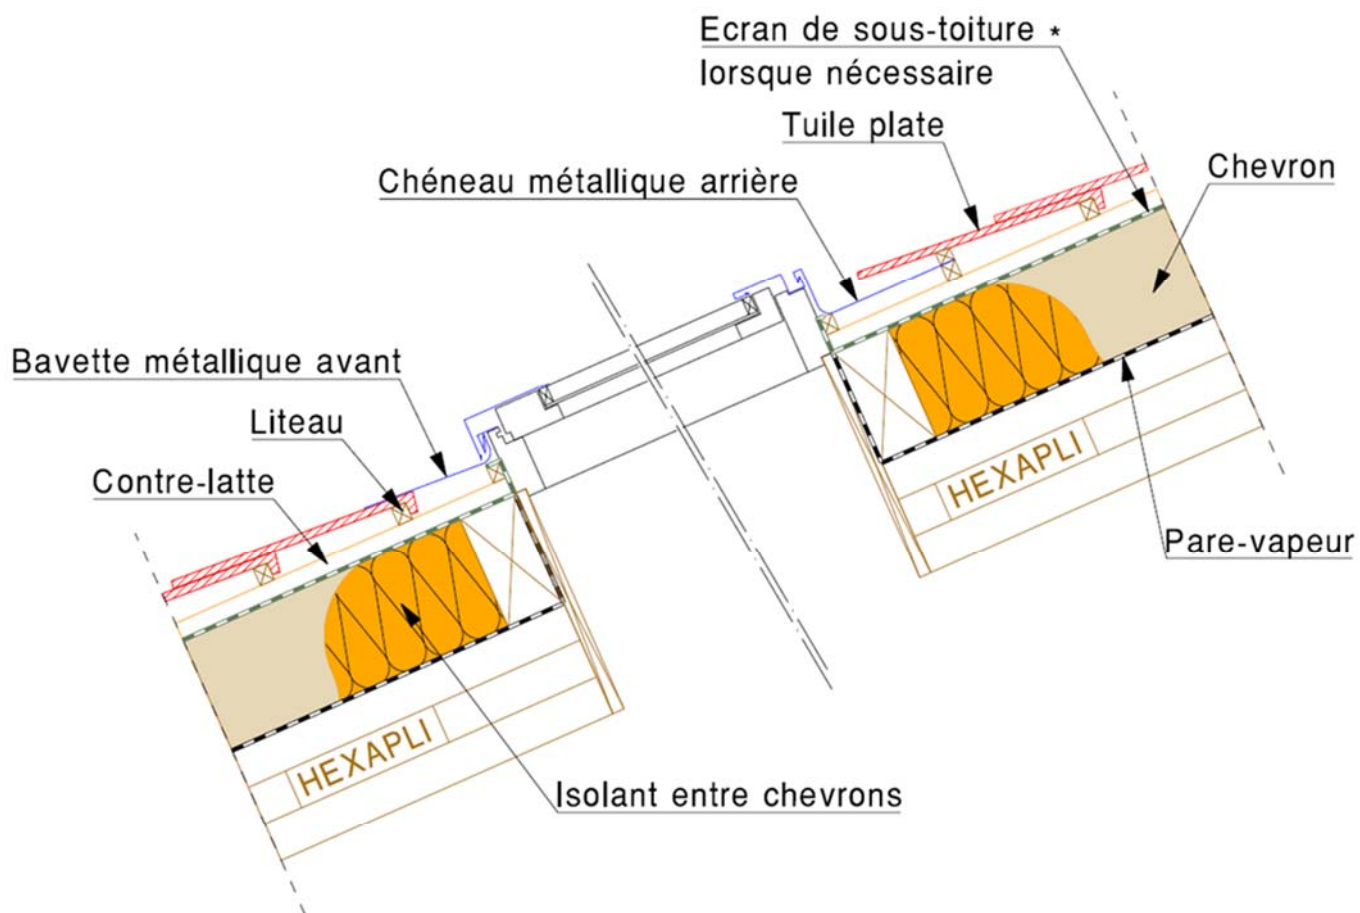 Ecran de sous-toiture *
lorsque nécessaire
Tuile plate
Chevron
Chéneau métallique arrière
Bavette métallique avant
Liteau
Contre-latte
HEXAPLI
Pare-vapeur
HEXAPLI
Isolant entre chevrons